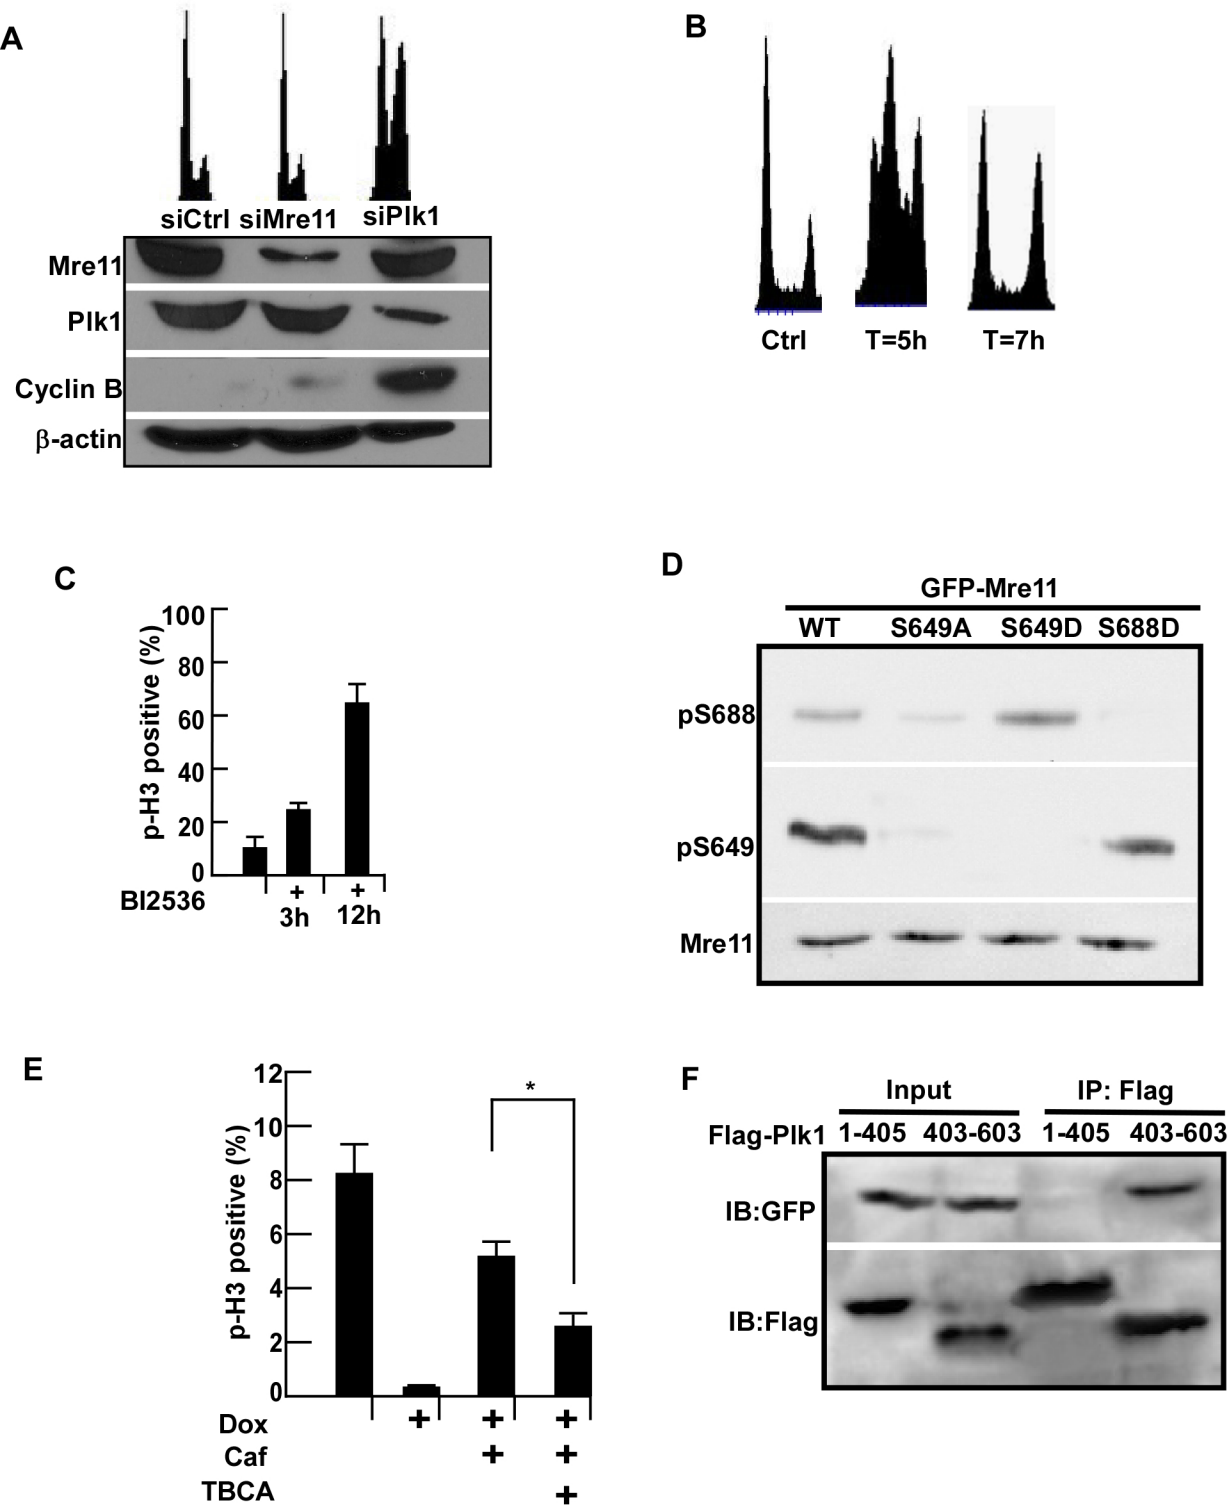 A
siCtrl siMre11 siPlk1
Mre11
Plk1
Cyclin B
β-actin
B
Ctrl T=5h T=7h
C
p-H3 positive (%)
100
80
60
40
20
0
BI2536 + +
3h 12h
D
GFP-Mre11
WT S649A S649D S688D
pS688
pS649
Mre11
E
p-H3 positive (%)
12
10
8
6
4
2
0
*
Dox + + +
Caf + +
TBCA +
F
Input IP: Flag
Flag-Plk1 1-405 403-603 1-405 403-603
IB:GFP
IB:Flag